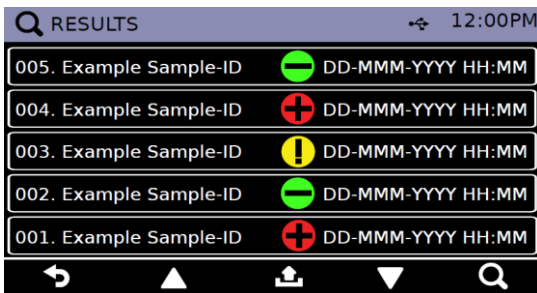 RESULTS 12:00PM
005. Example Sample-ID DD-MMM-YYYY HH:MM
004. Example Sample-ID DD-MMM-YYYY HH:MM
003. Example Sample-ID DD-MMM-YYYY HH:MM
002. Example Sample-ID DD-MMM-YYYY HH:MM
001. Example Sample-ID DD-MMM-YYYY HH:MM